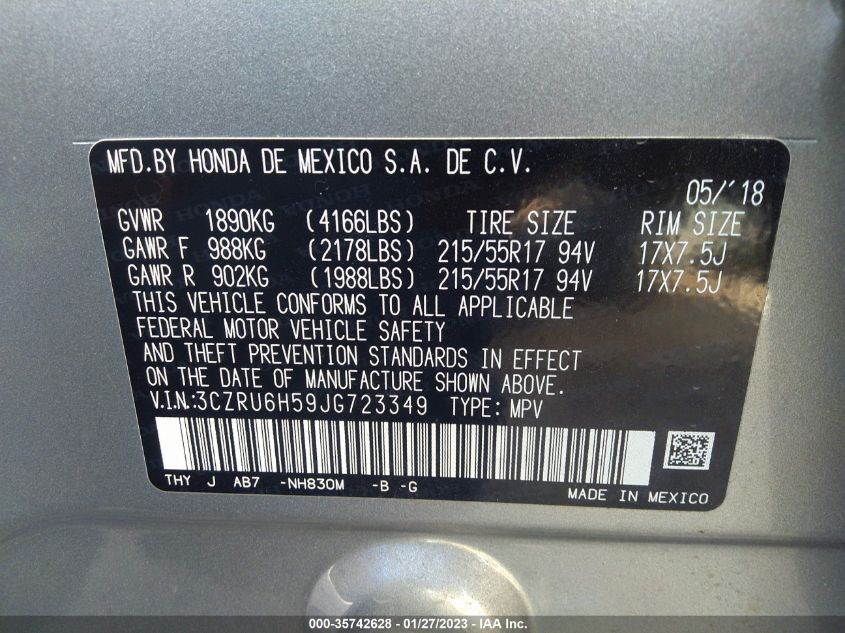 MFD.BY HONDA DE MEXICO S.A. DE C.V.
05/'18
GVWR 1890KG (4166LBS) TIRE SIZE RIM SIZE
GAWR F 988KG (2178LBS) 215/55R17 94V 17X7.5J
GAWR R 902KG (1988LBS) 215/55R17 94V 17X7.5J
THIS VEHICLE CONFORMS TO ALL APPLICABLE
FEDERAL MOTOR VEHICLE SAFETY
AND THEFT PREVENTION STANDARDS IN EFFECT
ON THE DATE OF MANUFACTURE SHOWN ABOVE.
V.I.N.:3CZRU6H59JG723349 TYPE: MPV
THY J AB7 -NH830M -B -G
MADE IN MEXICO
000-35742628 - 01/27/2023 - IAA Inc.